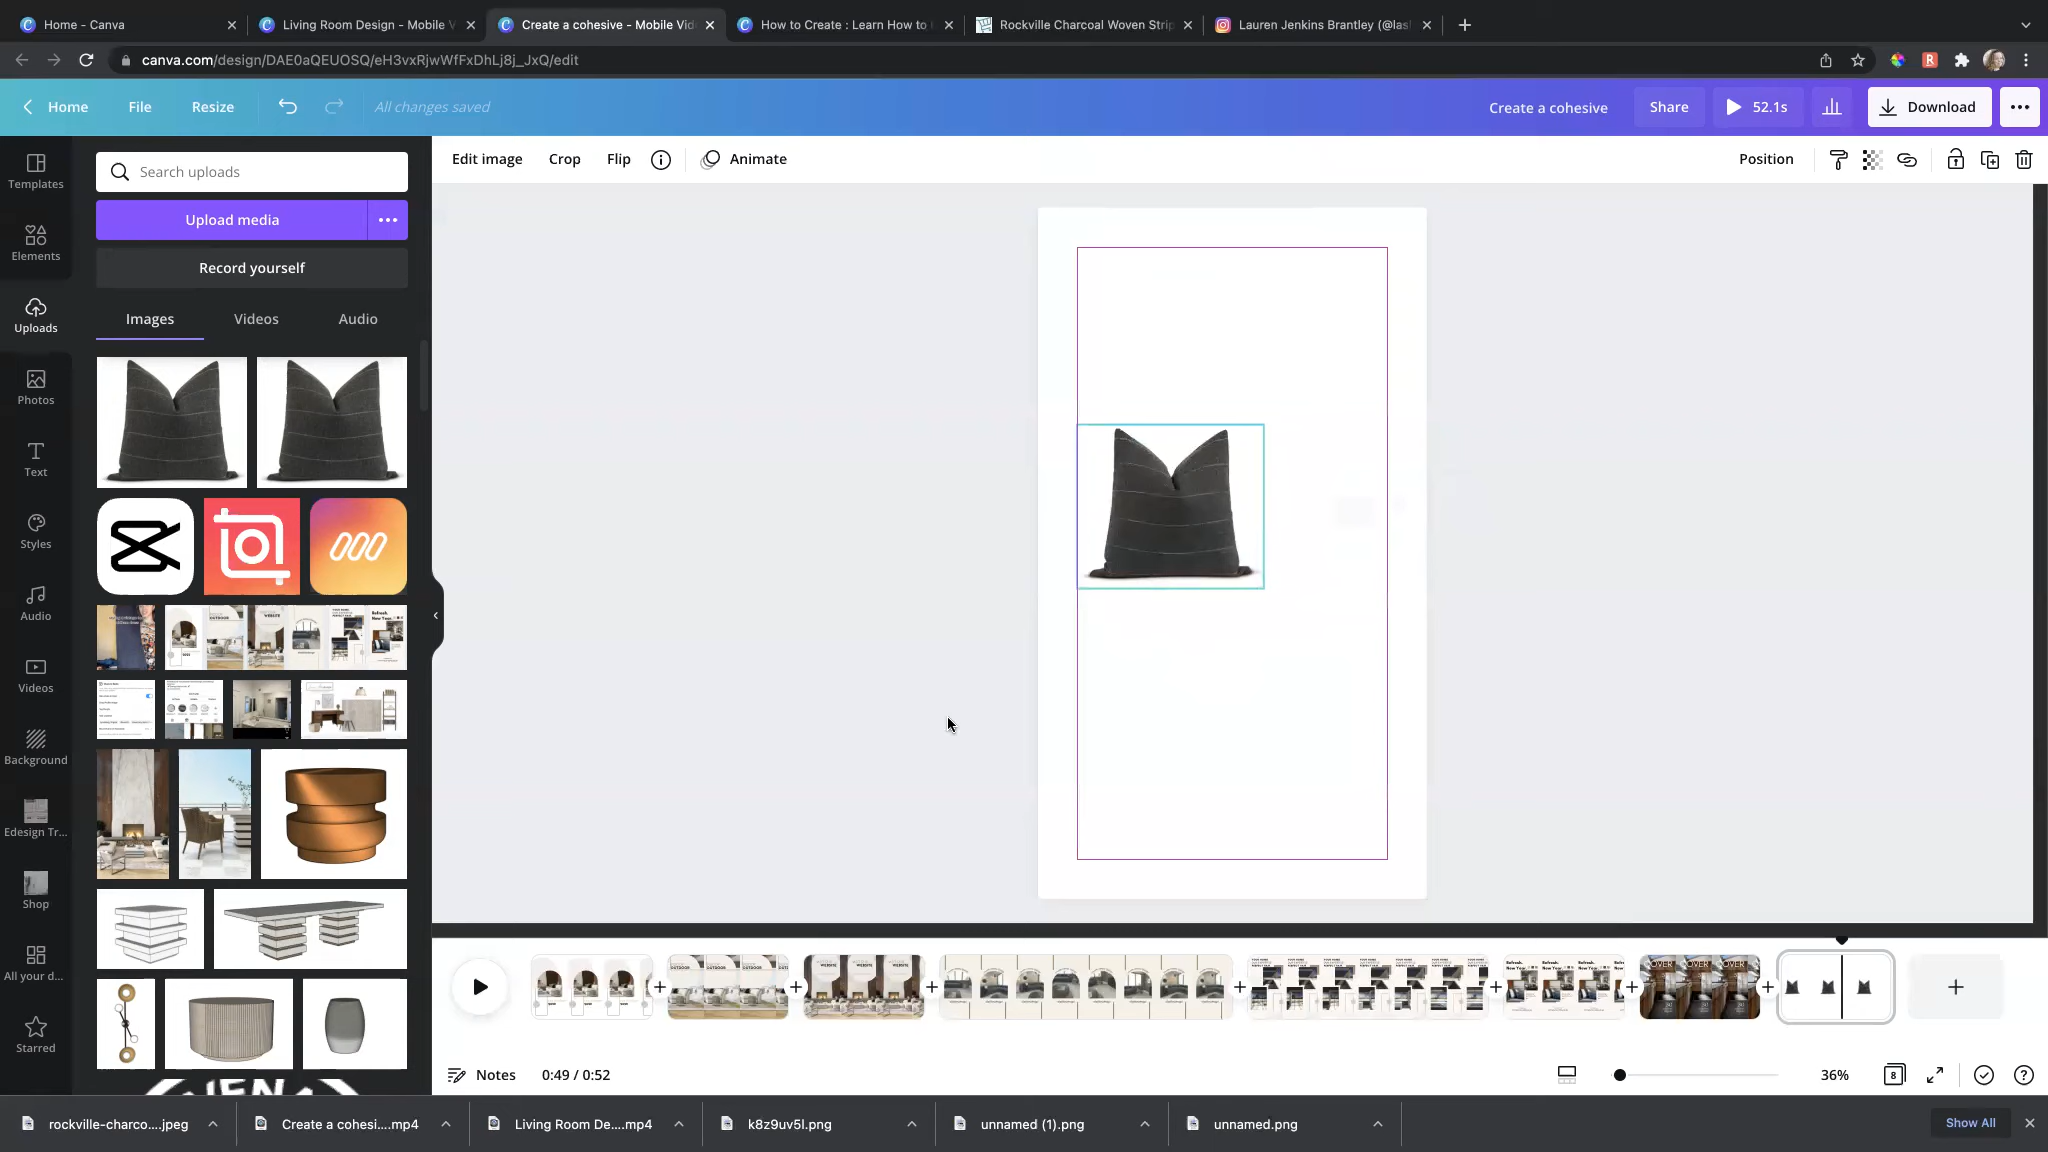 Home - Canva
Living Room Design - Mobile V
Create a cohesive - Mobile Vid
How to Create : Learn How to
Rockville Charcoal Woven Strip
Lauren Jenkins Brantley (@las
canva.com/design/DAE0aQEUOSQ/eH3vxRjwWfFxDhLj8j_JxQ/edit
Home
File
Resize
All changes saved
Create a cohesive
Share
52.1s
Download
Templates
Elements
Uploads
Photos
Text
Styles
Audio
Videos
Background
Edesign Tr...
Shop
All your d...
Starred
Search uploads
Upload media
Record yourself
Images
Videos
Audio
Edit image
Crop
Flip
Animate
Position
Notes
0:49 / 0:52
36%
8
rockville-charco....jpeg
Create a cohesi....mp4
Living Room De....mp4
k8z9uv5l.png
unnamed (1).png
unnamed.png
Show All